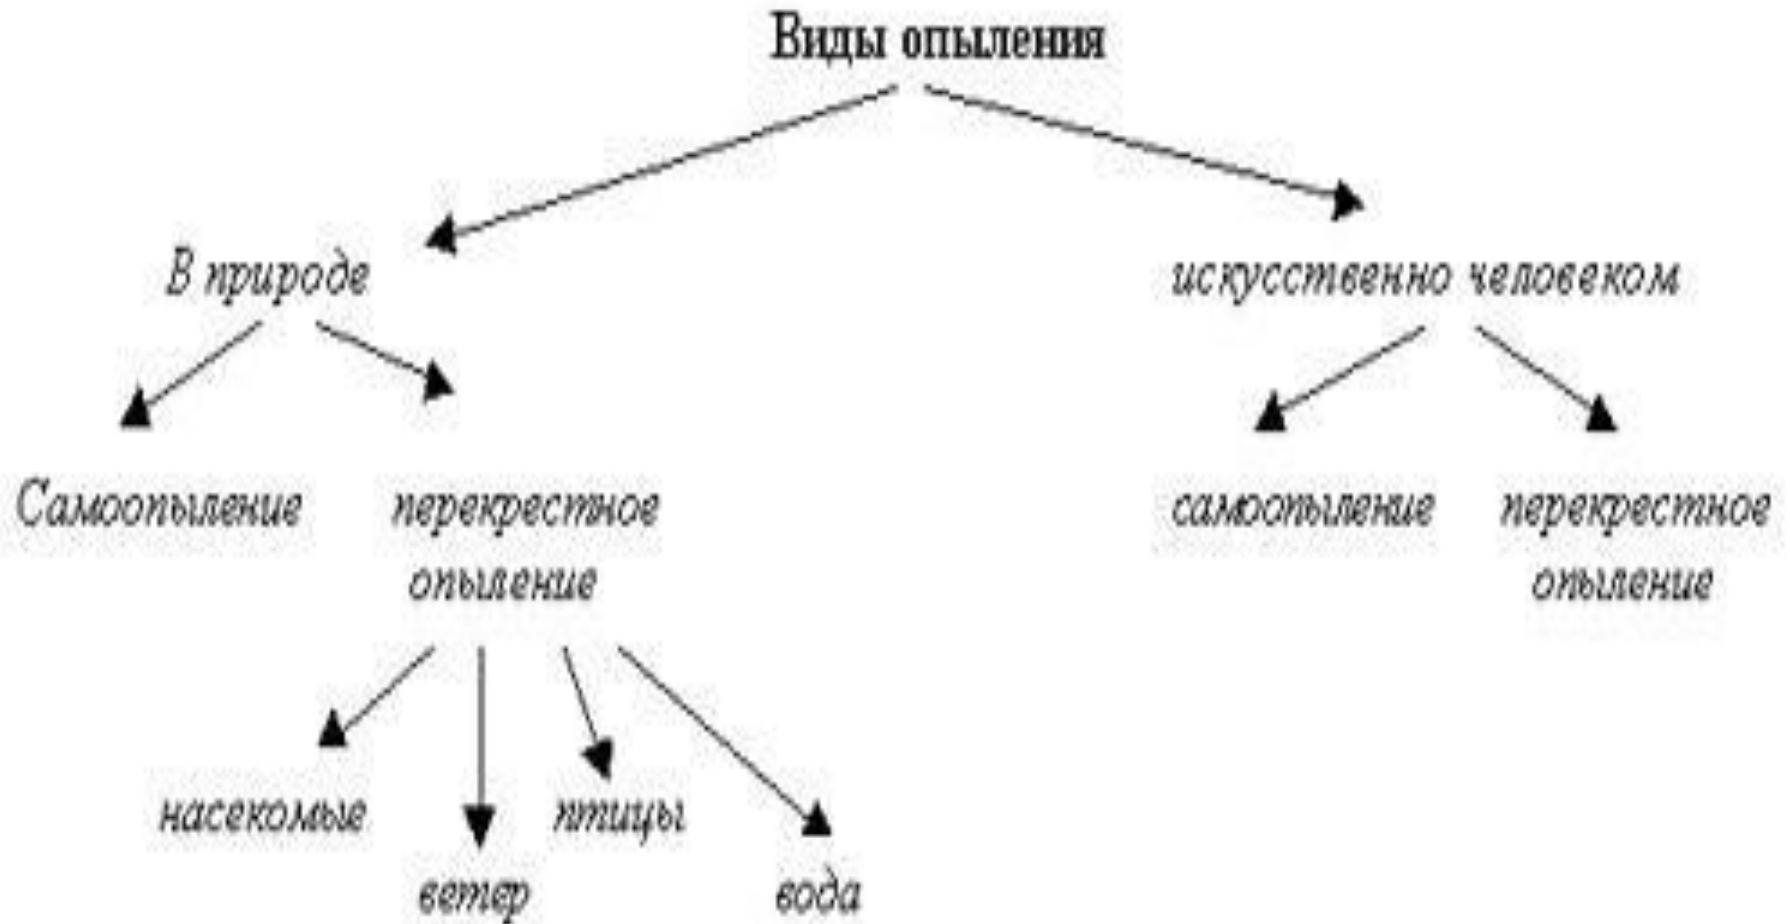 Виды опыления
В природе
искусственно человеком
Самоопыление
перекрестное
опыление
самоопыление
перекрестное
опыление
насекомые
птицы
ветер
вода